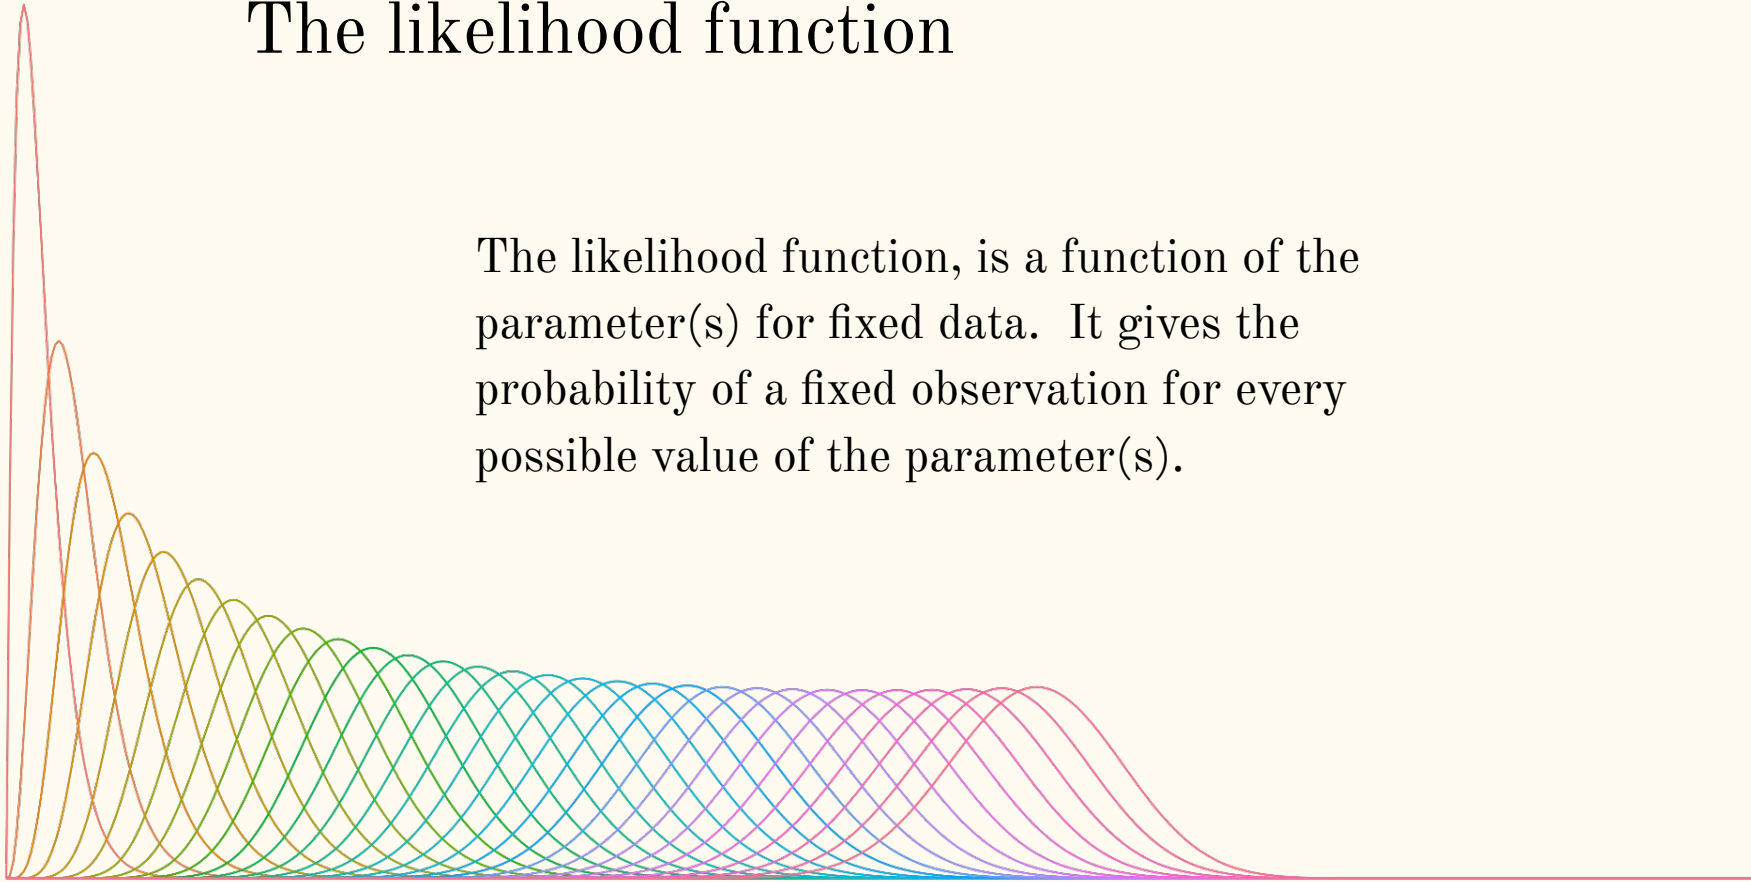 The likelihood function
The likelihood function, is a function of the
parameter(s) for fixed data.  It gives the
probability of a fixed observation for every
possible value of the parameter(s).